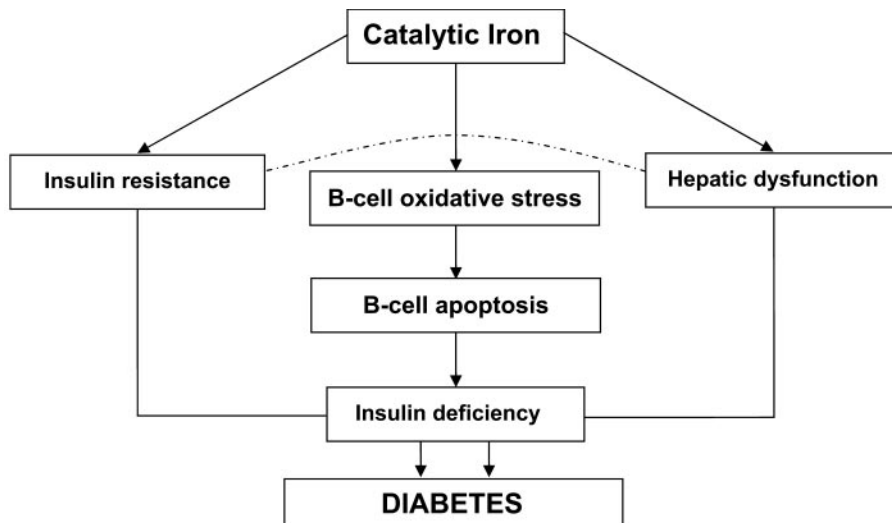 Catalytic Iron
Insulin resistance
B-cell oxidative stress
Hepatic dysfunction
B-cell apoptosis
Insulin deficiency
DIABETES